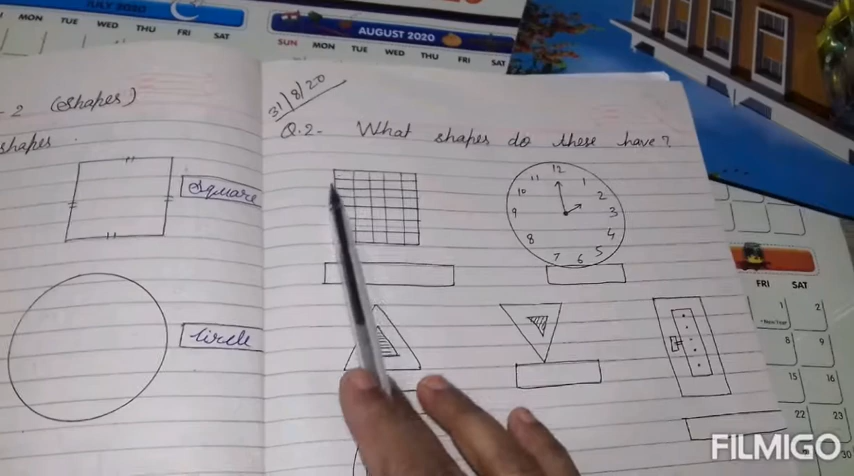 JULY 2020
MON TUE WED THU FRI SAT
AUGUST 2020
SUN MON TUE WED THU FRI SAT
- 2 (Shapes)
shapes
Square
Circle
31/8/20
Q.2- What shapes do these have?
12
11 1
10 2
9 3
8 4
7 6 5
FRI SAT
1 2
8 9
15 16
22 23
30
FILMIGO